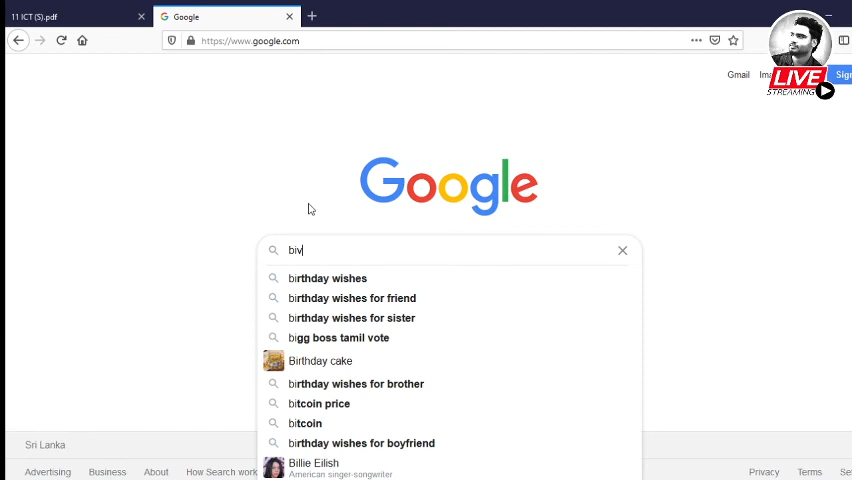 11 ICT (S).pdf
Google
https://www.google.com
LIVE
STREAMING
Gmail
Ima
Sign
Google
biv
birthday wishes
birthday wishes for friend
birthday wishes for sister
bigg boss tamil vote
Birthday cake
birthday wishes for brother
bitcoin price
bitcoin
birthday wishes for boyfriend
Billie Eilish
American singer-songwriter
Sri Lanka
Advertising Business About How Search work Privacy Terms Se